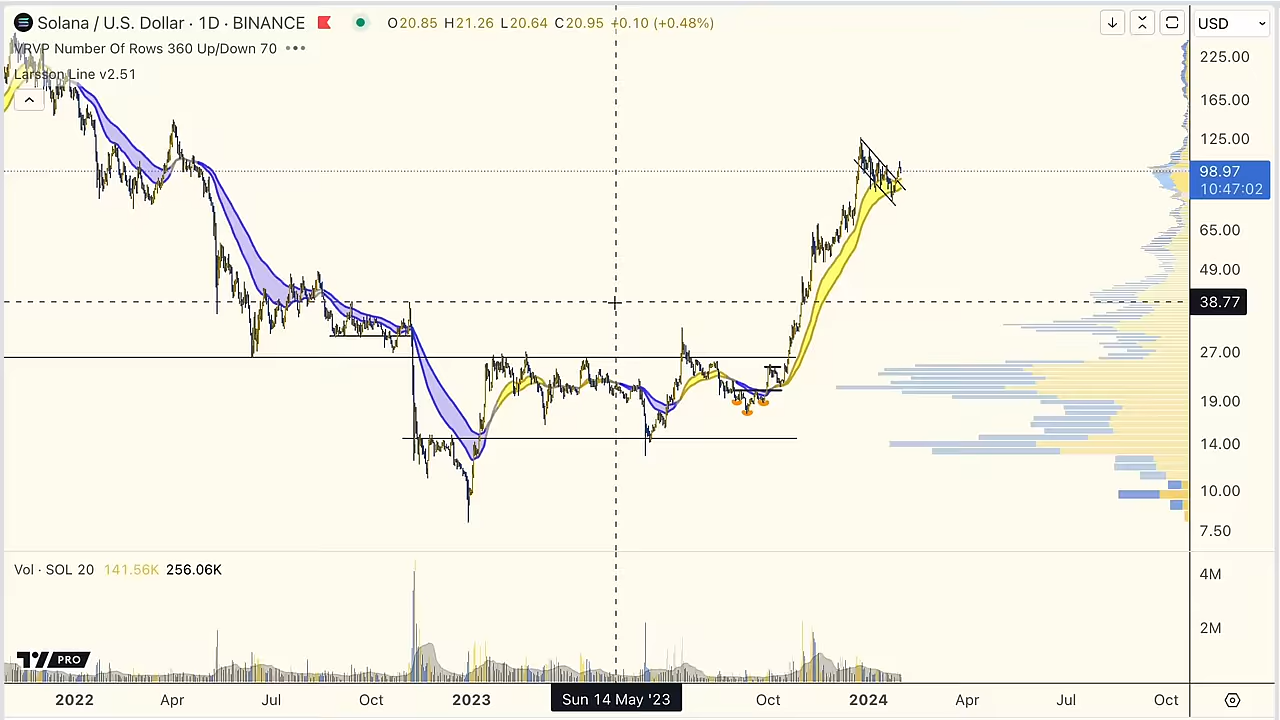 Solana / U.S. Dollar · 1D · BINANCE O20.85 H21.26 L20.64 C20.95 +0.10 (+0.48%)
VRVP Number Of Rows 360 Up/Down 70
Larsson Line v2.51
USD
225.00
165.00
125.00
98.97
10:47:02
65.00
49.00
38.77
27.00
19.00
14.00
10.00
7.50
Vol · SOL 20 141.56K 256.06K
4M
2M
PRO
2022 Apr Jul Oct 2023 Sun 14 May '23 Oct 2024 Apr Jul Oct